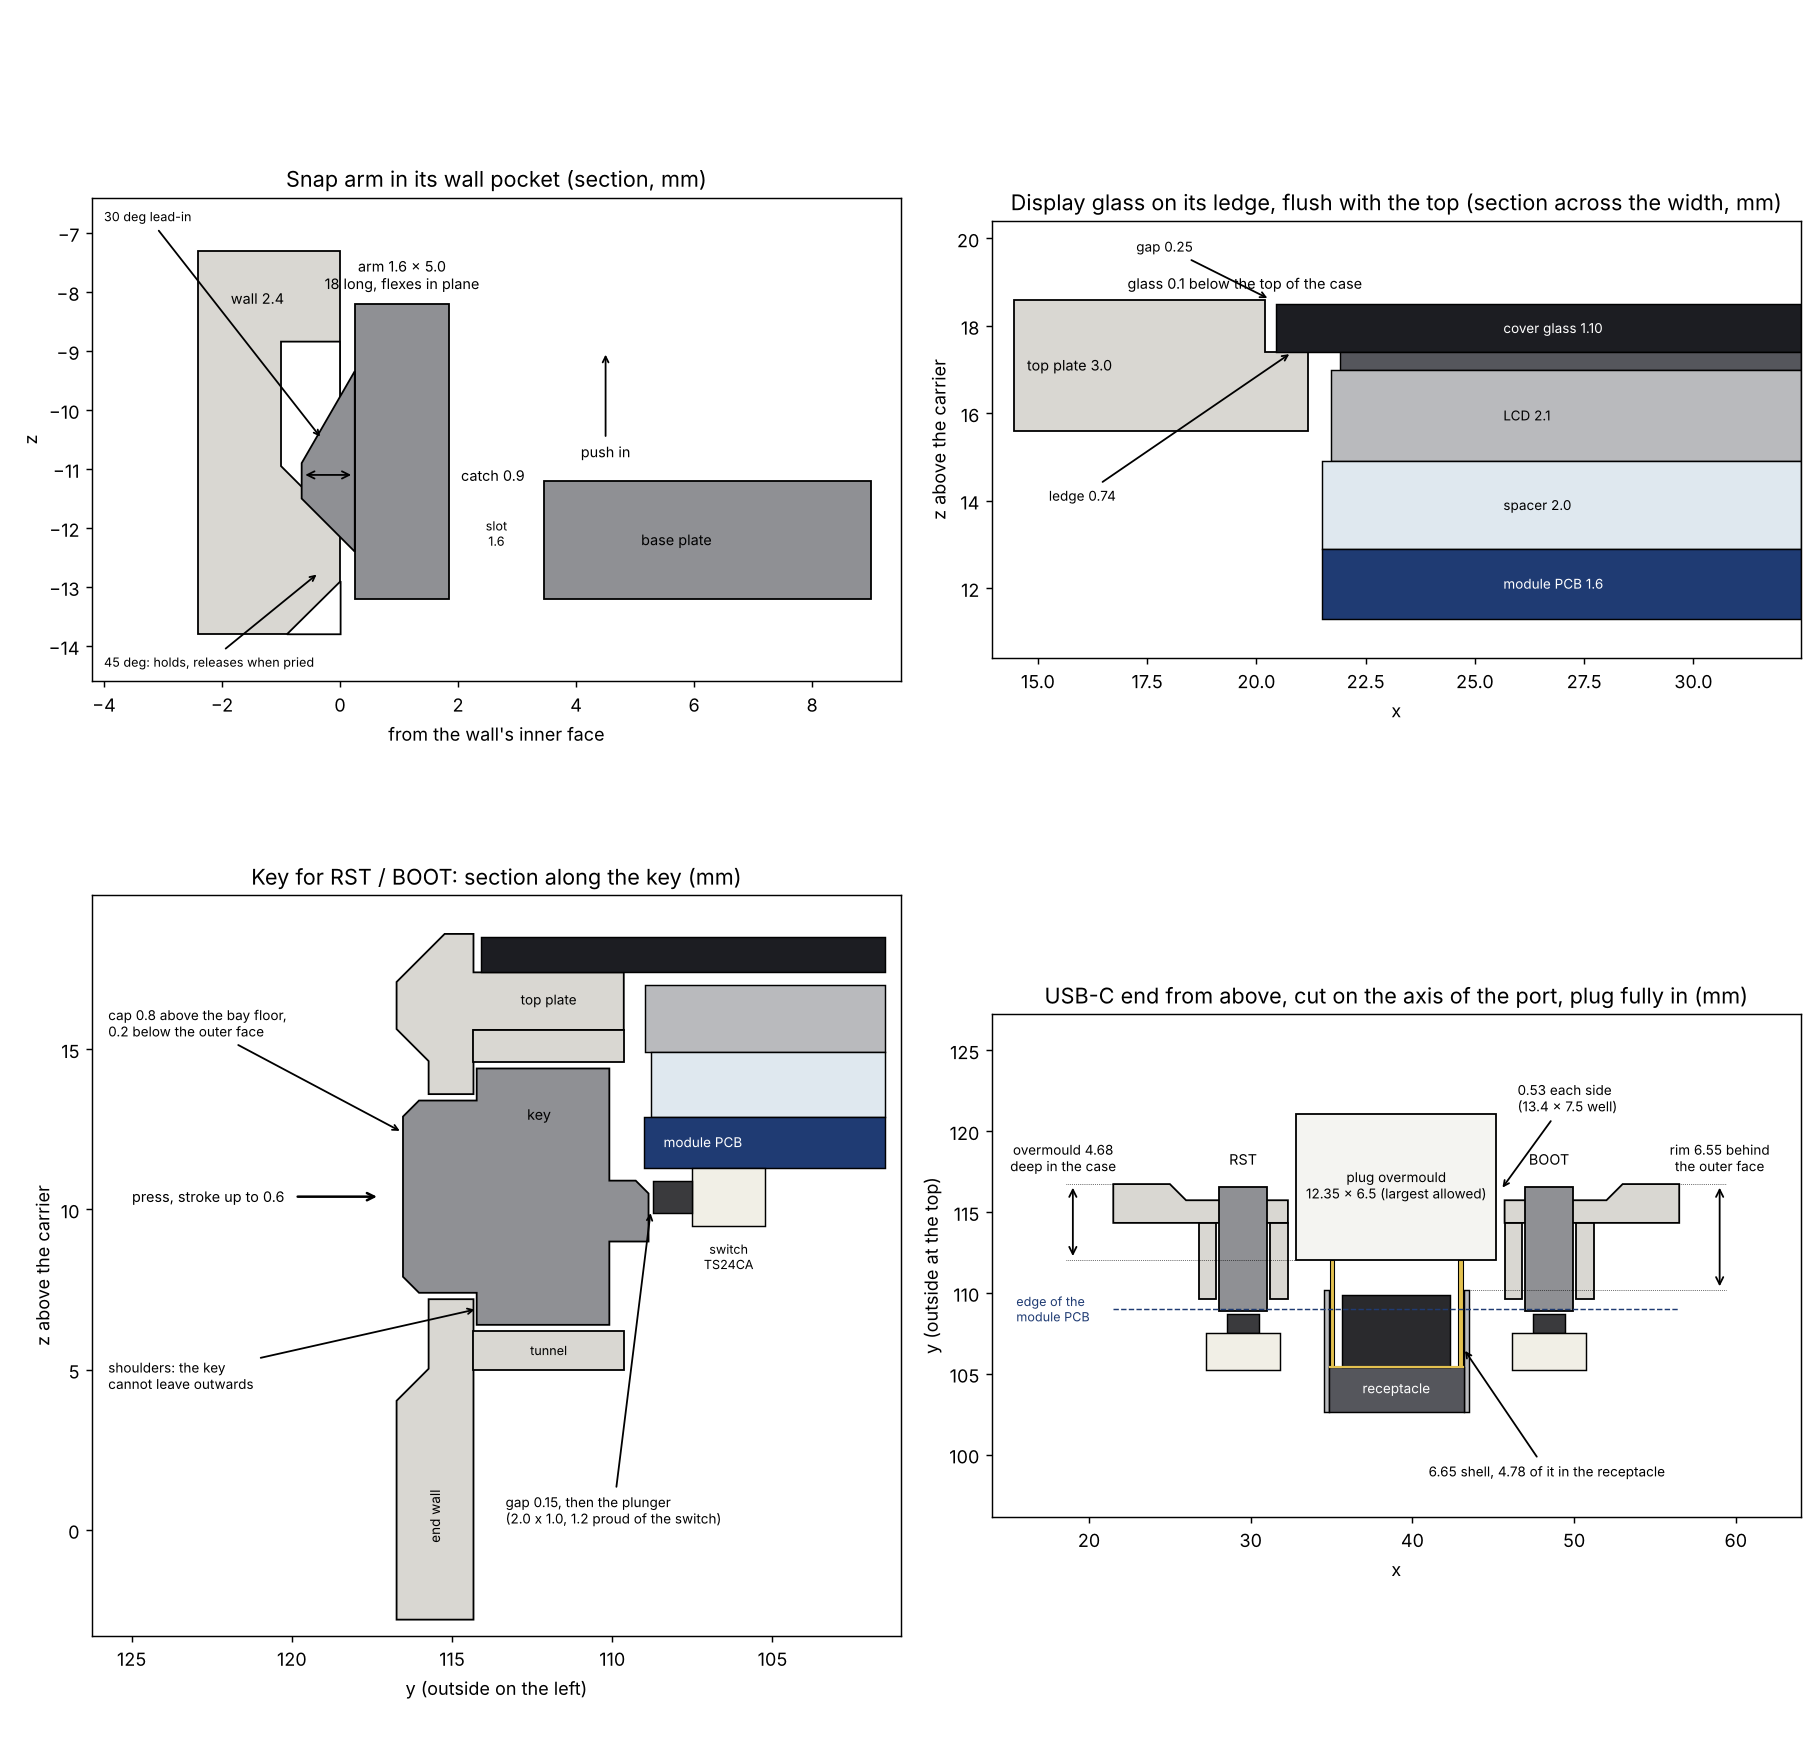 Snap arm in its wall pocket (section, mm)
30 deg lead-in
arm 1.6 × 5.0
18 long, flexes in plane
wall 2.4
push in
catch 0.9
slot
1.6
base plate
45 deg: holds, releases when pried
z
−7
−8
−9
−10
−11
−12
−13
−14
−4
−2
0
2
4
6
8
from the wall's inner face
Display glass on its ledge, flush with the top (section across the width, mm)
gap 0.25
glass 0.1 below the top of the case
cover glass 1.10
top plate 3.0
LCD 2.1
ledge 0.74
spacer 2.0
module PCB 1.6
z above the carrier
20
18
16
14
12
15.0
17.5
20.0
22.5
25.0
27.5
30.0
x
Key for RST / BOOT: section along the key (mm)
top plate
cap 0.8 above the bay floor,
0.2 below the outer face
key
module PCB
press, stroke up to 0.6
switch
TS24CA
shoulders: the key
cannot leave outwards
tunnel
end wall
gap 0.15, then the plunger
(2.0 x 1.0, 1.2 proud of the switch)
z above the carrier
15
10
5
0
125
120
115
110
105
y (outside on the left)
USB-C end from above, cut on the axis of the port, plug fully in (mm)
0.53 each side
(13.4 × 7.5 well)
overmould 4.68
deep in the case
RST
BOOT
rim 6.55 behind
the outer face
plug overmould
12.35 × 6.5 (largest allowed)
edge of the
module PCB
receptacle
6.65 shell, 4.78 of it in the receptacle
y (outside at the top)
125
120
115
110
105
100
20
30
40
50
60
x